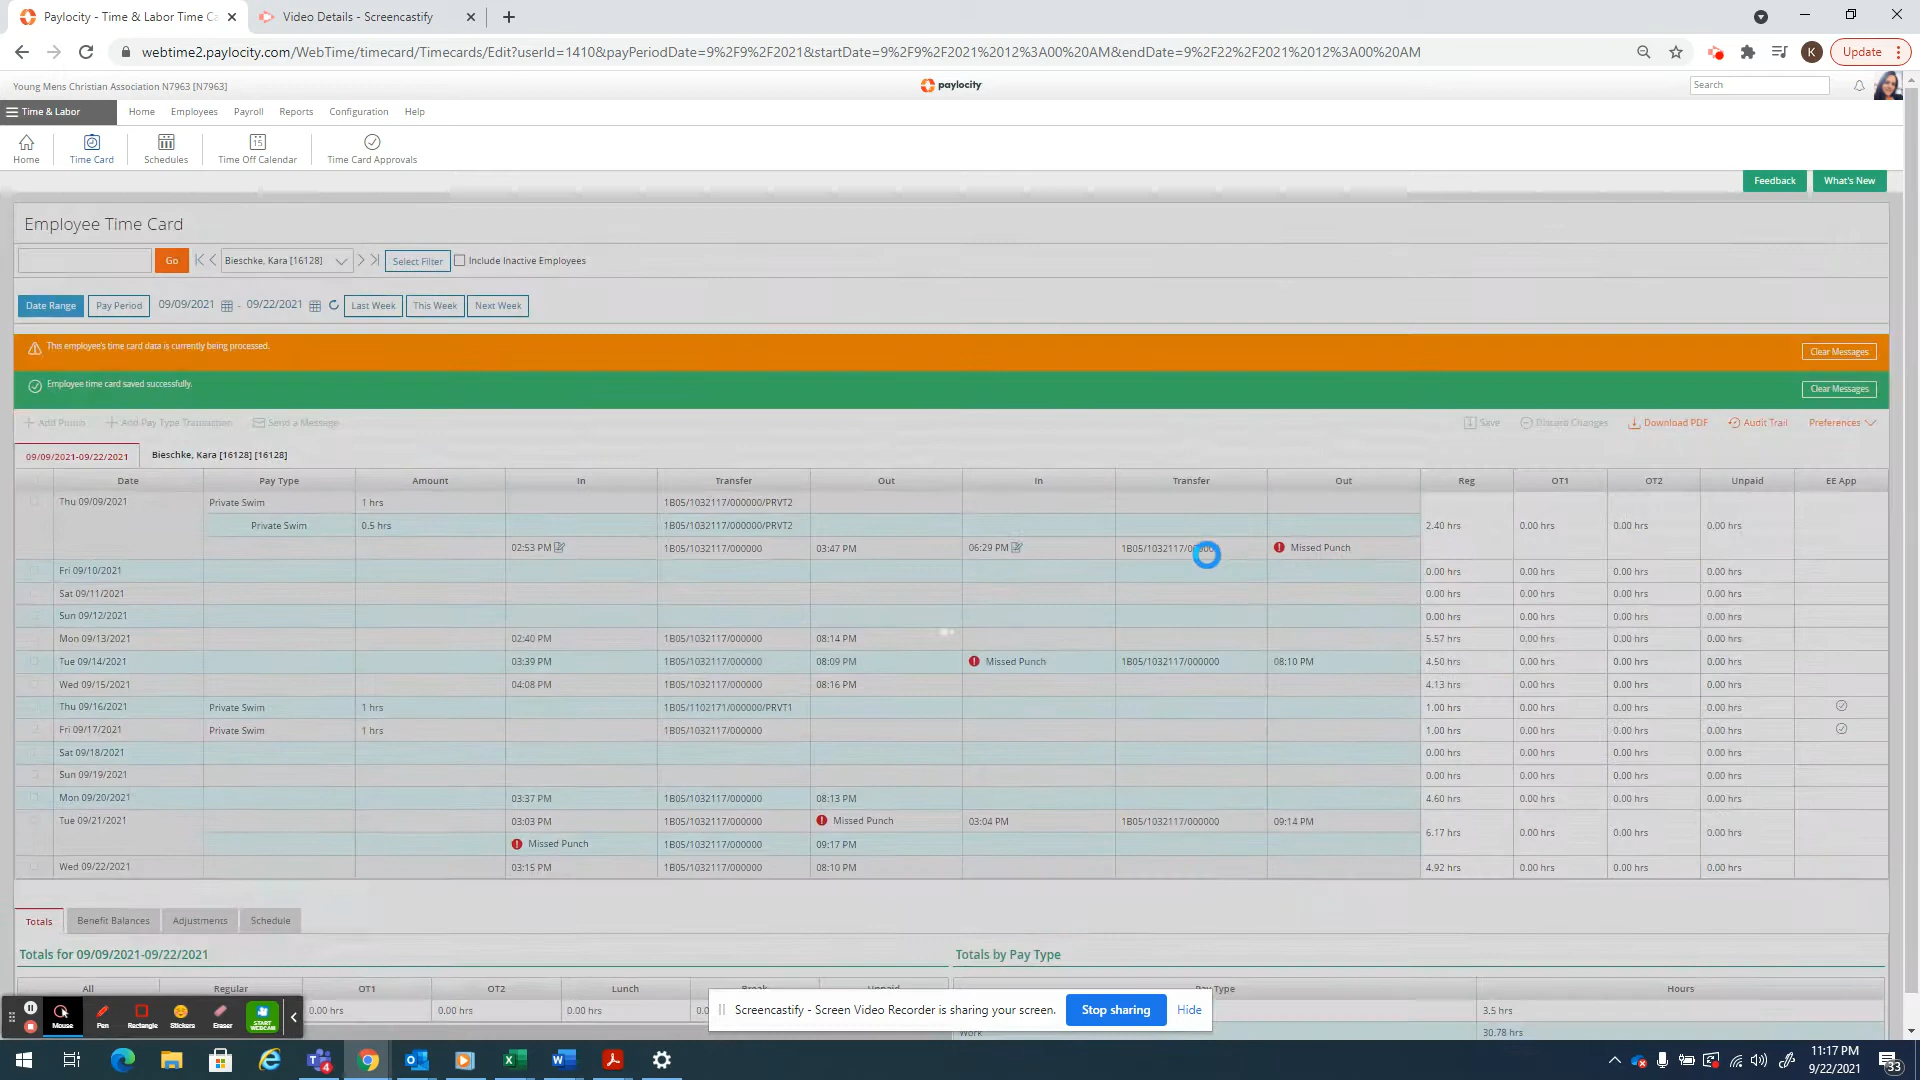 Paylocity - Time & Labor Time Ca
Video Details - Screencastify
webtime2.paylocity.com/WebTime/timecard/Timecards/Edit?userId=1410&payPeriodDate=9%2F9%2F2021&startDate=9%2F9%2F2021%2012%3A00%20AM&endDate=9%2F22%2F2021%2012%3A00%20AM
K
Update
Young Mens Christian Association N7963 [N7963]
paylocity
Search
Time & Labor Home Employees Payroll Reports Configuration Help
15
Home Time Card Schedules Time Off Calendar Time Card Approvals
Feedback What's New
Employee Time Card
Go Bieschke, Kara [16128] Select Filter Include Inactive Employees
Date Range Pay Period 09/09/2021 - 09/22/2021 Last Week This Week Next Week
This employee's time card data is currently being processed. Clear Messages
Employee time card saved successfully. Clear Messages
Add Punch Add Pay Type Transaction Send a Message Save Discard Changes Download PDF Audit Trail Preferences
09/09/2021-09/22/2021 Bieschke, Kara [16128] [16128]
Date Pay Type Amount In Transfer Out In Transfer Out Reg OT1 OT2 Unpaid EE App
Thu 09/09/2021 Private Swim 1 hrs 1B05/1032117/000000/PRVT2
Private Swim 0.5 hrs 1B05/1032117/000000/PRVT2 2.40 hrs 0.00 hrs 0.00 hrs 0.00 hrs
02:53 PM 1B05/1032117/000000 03:47 PM 06:29 PM 1B05/1032117/000000 Missed Punch
Fri 09/10/2021 0.00 hrs 0.00 hrs 0.00 hrs 0.00 hrs
Sat 09/11/2021 0.00 hrs 0.00 hrs 0.00 hrs 0.00 hrs
Sun 09/12/2021 0.00 hrs 0.00 hrs 0.00 hrs 0.00 hrs
Mon 09/13/2021 02:40 PM 1B05/1032117/000000 08:14 PM 5.57 hrs 0.00 hrs 0.00 hrs 0.00 hrs
Tue 09/14/2021 03:39 PM 1B05/1032117/000000 08:09 PM Missed Punch 1B05/1032117/000000 08:10 PM 4.50 hrs 0.00 hrs 0.00 hrs 0.00 hrs
Wed 09/15/2021 04:08 PM 1B05/1032117/000000 08:16 PM 4.13 hrs 0.00 hrs 0.00 hrs 0.00 hrs
Thu 09/16/2021 Private Swim 1 hrs 1B05/1102171/000000/PRVT1 1.00 hrs 0.00 hrs 0.00 hrs 0.00 hrs
Fri 09/17/2021 Private Swim 1 hrs 1B05/1032117/000000 1.00 hrs 0.00 hrs 0.00 hrs 0.00 hrs
Sat 09/18/2021 0.00 hrs 0.00 hrs 0.00 hrs 0.00 hrs
Sun 09/19/2021 0.00 hrs 0.00 hrs 0.00 hrs 0.00 hrs
Mon 09/20/2021 03:37 PM 1B05/1032117/000000 08:13 PM 4.60 hrs 0.00 hrs 0.00 hrs 0.00 hrs
Tue 09/21/2021 03:03 PM 1B05/1032117/000000 Missed Punch 03:04 PM 1B05/1032117/000000 09:14 PM 6.17 hrs 0.00 hrs 0.00 hrs 0.00 hrs
Missed Punch 1B05/1032117/000000 09:17 PM
Wed 09/22/2021 03:15 PM 1B05/1032117/000000 08:10 PM 4.92 hrs 0.00 hrs 0.00 hrs 0.00 hrs
Totals Benefit Balances Adjustments Schedule
Totals for 09/09/2021-09/22/2021 Totals by Pay Type
All Regular OT1 OT2 Lunch Break Unpaid Pay Type Hours
0.00 hrs 0.00 hrs 0.00 hrs 3.5 hrs
Work 30.78 hrs
Mouse Pen Rectangle Stickers Eraser START WEBCAM
Screencastify - Screen Video Recorder is sharing your screen. Stop sharing Hide
4
11:17 PM
9/22/2021
33